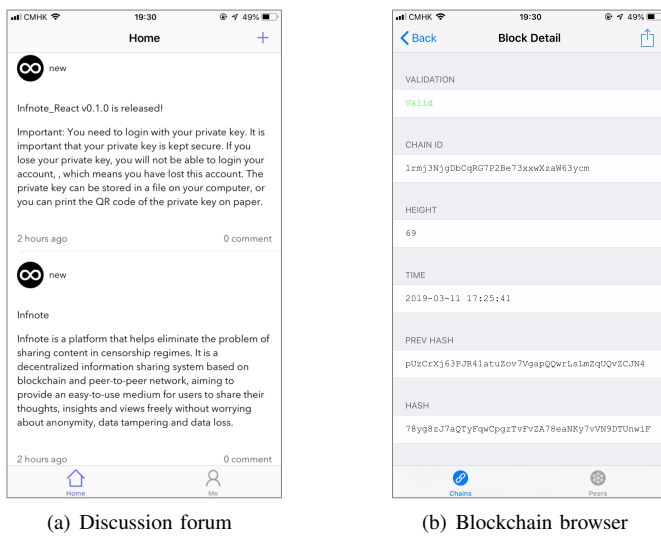 CMHK 19:30 49%
Home
+
new
Infnote_React v0.1.0 is released!
Important: You need to login with your private key. It is
important that your private key is kept secure. If you
lose your private key, you will not be able to login your
account, , which means you have lost this account. The
private key can be stored in a file on your computer, or
you can print the QR code of the private key on paper.
2 hours ago 0 comment
new
Infnote
Infnote is a platform that helps eliminate the problem of
sharing content in censorship regimes. It is a
decentralized information sharing system based on
blockchain and peer-to-peer network, aiming to
provide an easy-to-use medium for users to share their
thoughts, insights and views freely without worrying
about anonymity, data tampering and data loss.
2 hours ago 0 comment
Home Me
(a) Discussion forum
CMHK 19:30 49%
Back Block Detail
VALIDATION
Valid
CHAIN ID
1rmj3NjgDbCqRG7P2Be73xxwXzaW63ycm
HEIGHT
69
TIME
2019-03-11 17:25:41
PREV HASH
pUzCrXj63PJR41atuZov7VgapQQwrLsLmZqUQvZCJN4
HASH
78yg8zJ7aQTyFqwCpgzTvFvZA78eaNKy7vVN9DTUnwiF
Chains Peers
(b) Blockchain browser